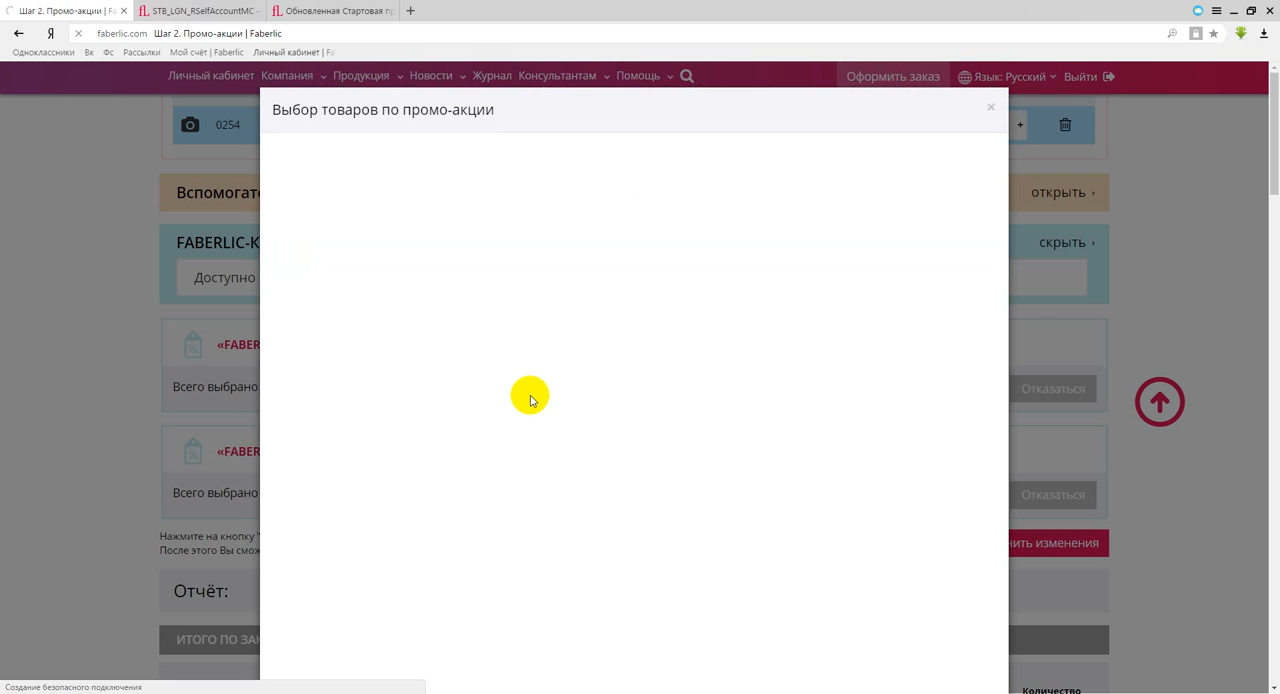 Шаг 2. Промо-акции | Fa
STB_LGN_RSelfAccountMC -
Обновленная Стартовая пр
faberlic.com Шаг 2. Промо-акции | Faberlic
Одноклассники Вк Фс Рассылки Мой счёт | Faberlic Личный кабинет | Fa
Личный кабинет Компания Продукция Новости Журнал Консультантам Помощь Оформить заказ Язык: Русский Выйти
Выбор товаров по промо-акции ×
0254 +
Вспомогате открыть ›
FABERLIC-К скрыть ›
Доступно
«FABER
Всего выбрано Отказаться
«FABER
Всего выбрано Отказаться
Нажмите на кнопку "
После этого Вы смож
нить изменения
Отчёт:
ИТОГО ПО ЗАК
Количество
Создание безопасного подключения